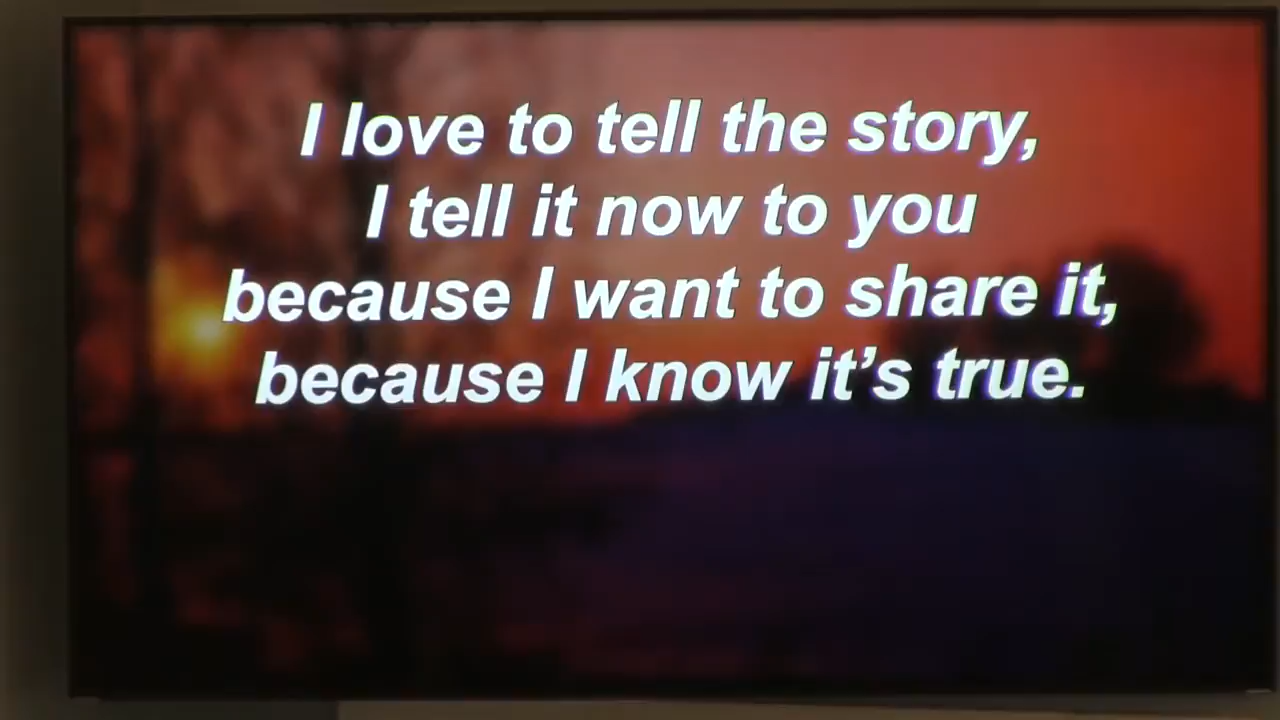 I love to tell the story,
I tell it now to you
because I want to share it,
because I know it’s true.